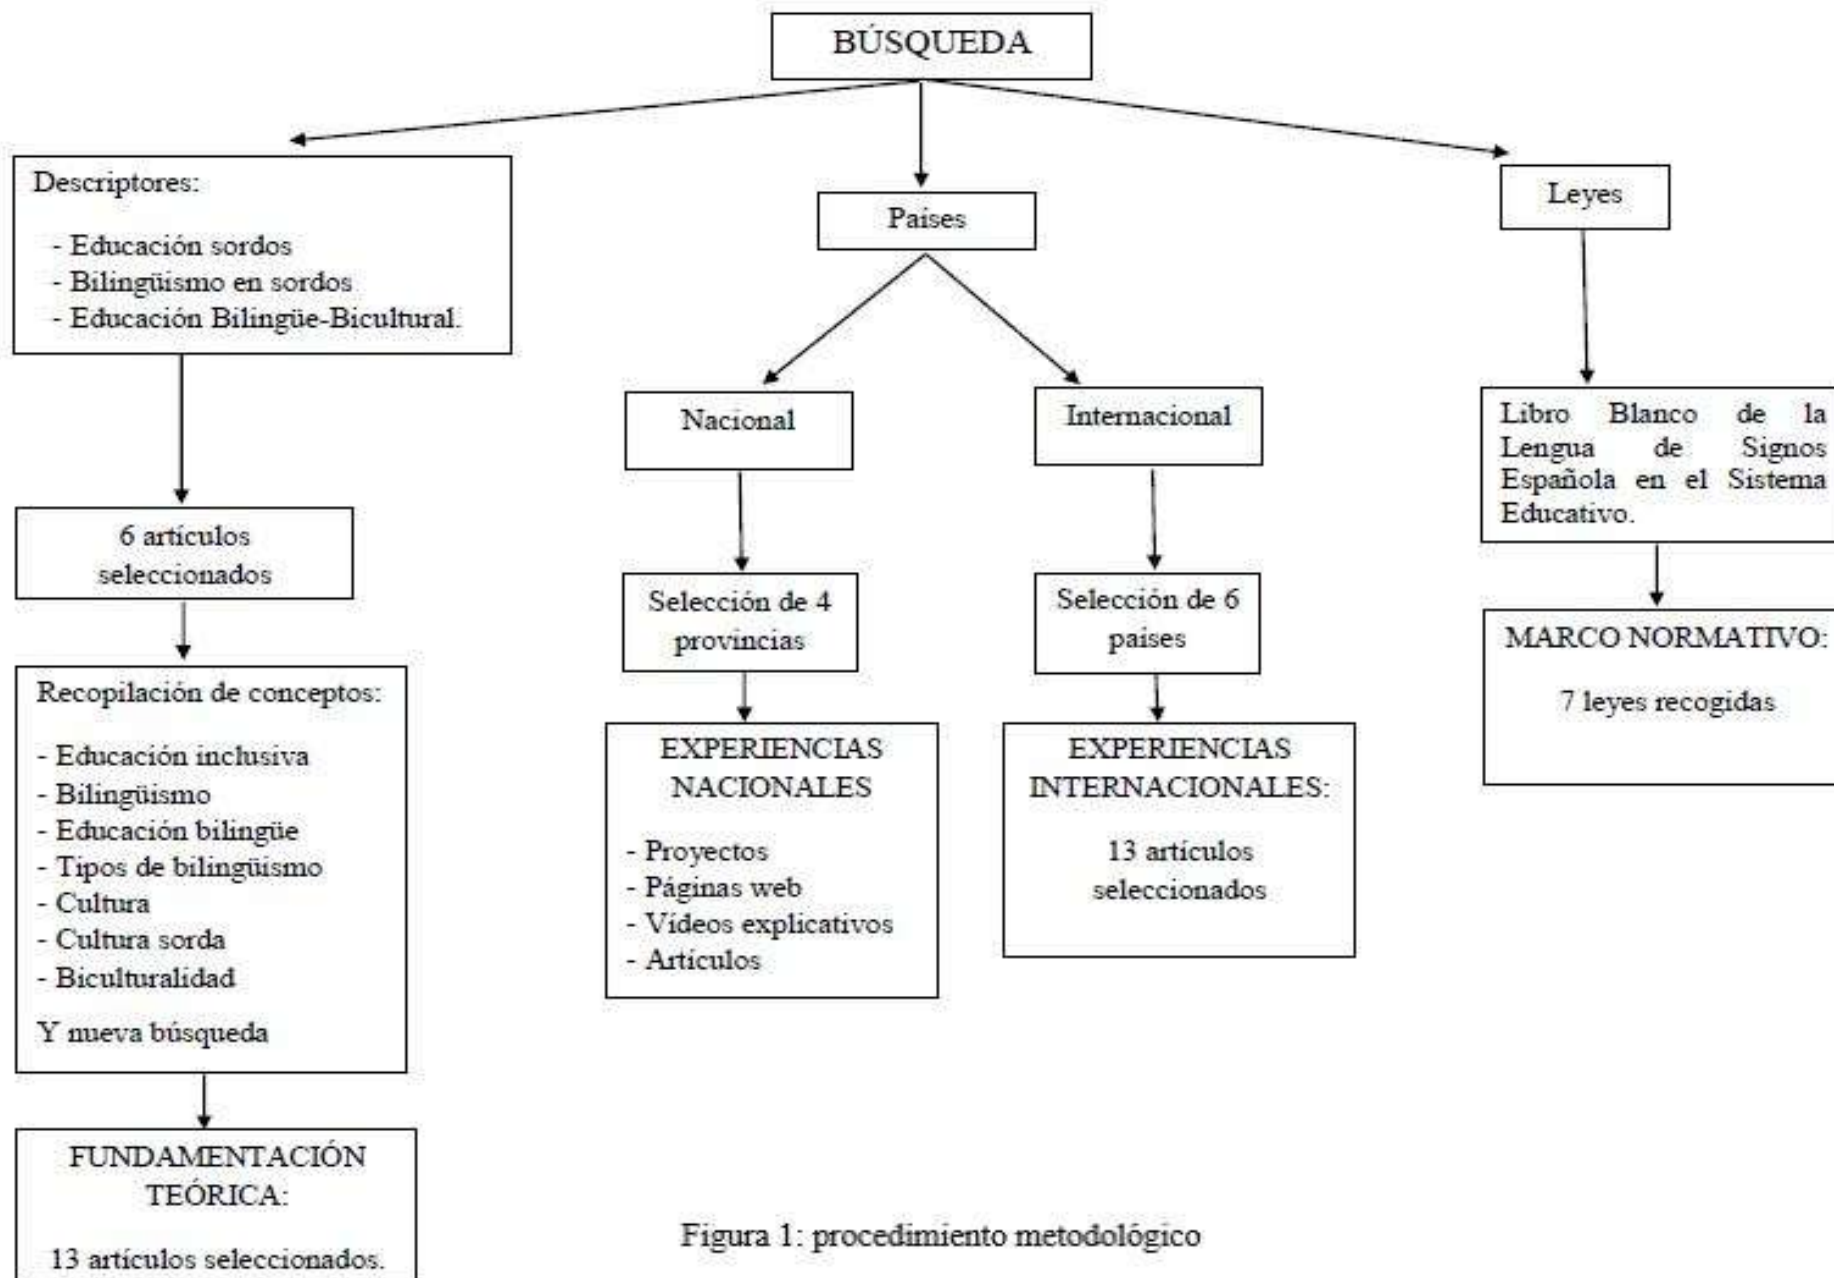 BÚSQUEDA
Descriptores:
- Educación sordos
- Bilingüismo en sordos
- Educación Bilingüe-Bicultural.
6 artículos
seleccionados
Recopilación de conceptos:
- Educación inclusiva
- Bilingüismo
- Educación bilingüe
- Tipos de bilingüismo
- Cultura
- Cultura sorda
- Biculturalidad
Y nueva búsqueda
FUNDAMENTACIÓN
TEÓRICA:
13 artículos seleccionados.
Países
Nacional
Selección de 4
provincias
EXPERIENCIAS
NACIONALES
- Proyectos
- Páginas web
- Vídeos explicativos
- Artículos
Internacional
Selección de 6
países
EXPERIENCIAS
INTERNACIONALES:
13 artículos
seleccionados
Leyes
Libro Blanco de la
Lengua de Signos
Española en el Sistema
Educativo.
MARCO NORMATIVO:
7 leyes recogidas
Figura 1: procedimiento metodológico